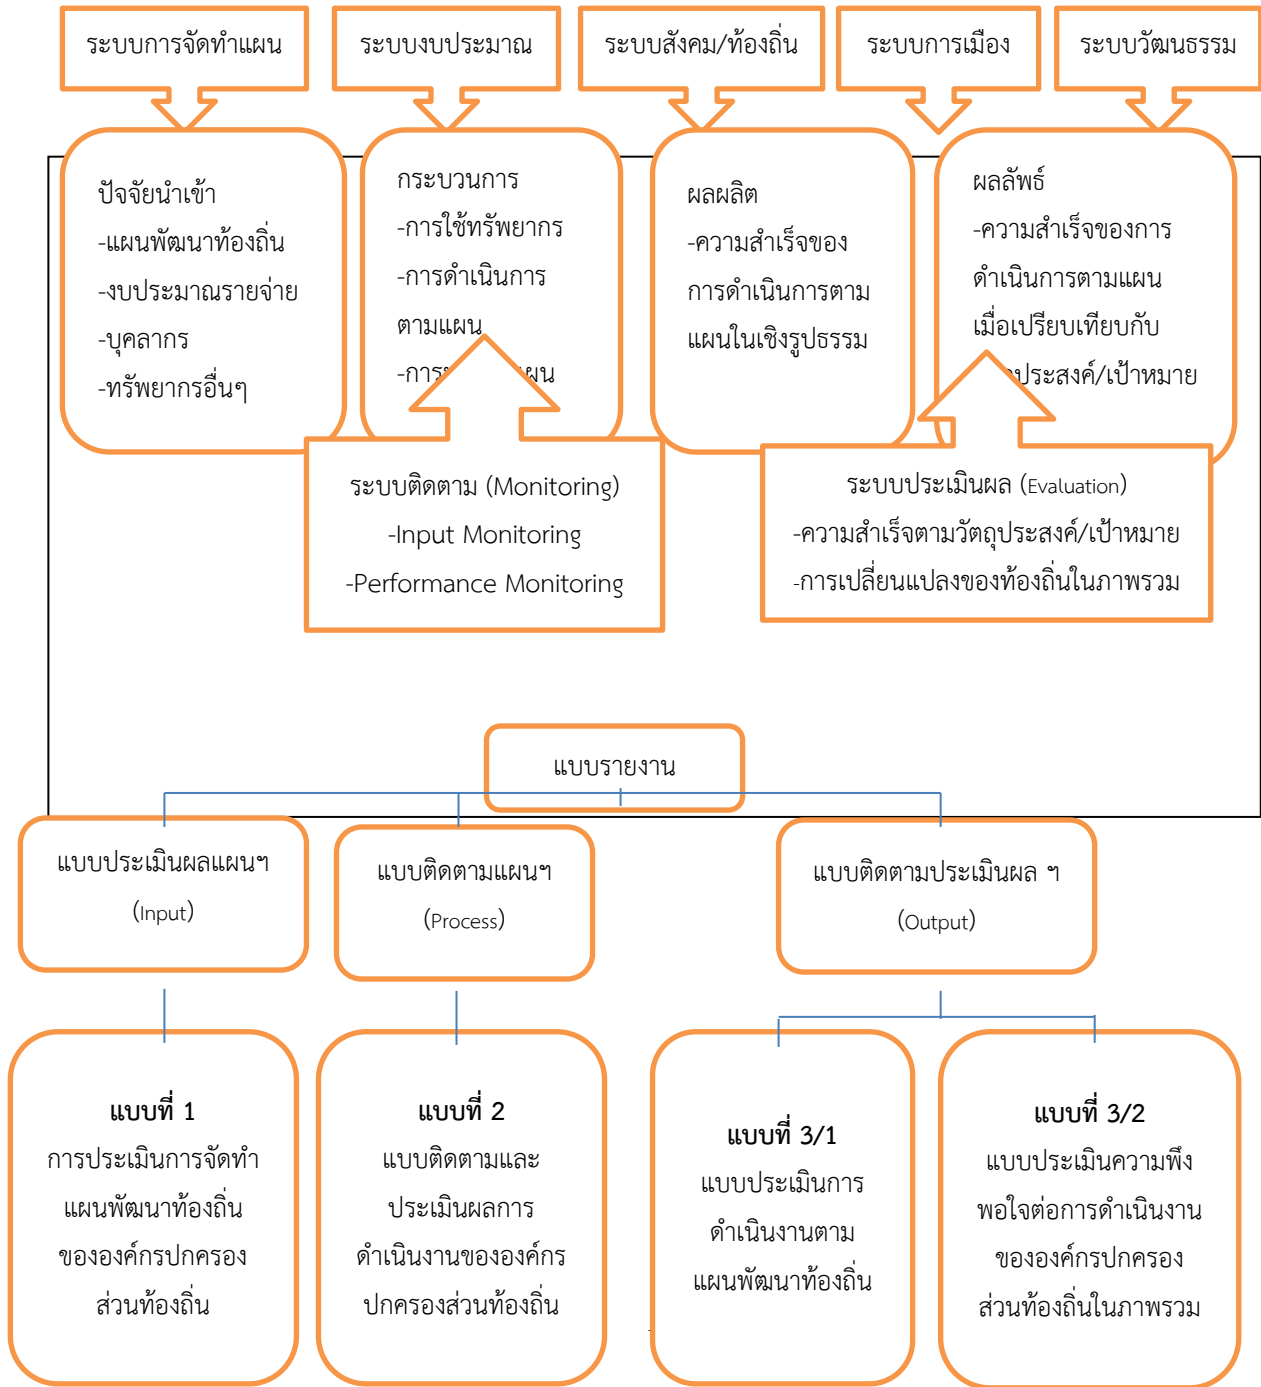 ระบบการจัดทำแผน
ระบบงบประมาณ
ระบบสังคม/ท้องถิ่น
ระบบการเมือง
ระบบวัฒนธรรม
ปัจจัยนำเข้า
-แผนพัฒนาท้องถิ่น
-งบประมาณรายจ่าย
-บุคลากร
-ทรัพยากรอื่นๆ
กระบวนการ
-การใช้ทรัพยากร
-การดำเนินการ
ตามแผน
ผลผลิต
-ความสำเร็จของ
การดำเนินการตาม
แผนในเชิงรูปธรรม
ผลลัพธ์
-ความสำเร็จของการ
ดำเนินการตามแผน
เมื่อเปรียบเทียบกับ
ประสงค์/เป้าหมาย
ระบบติดตาม (Monitoring)
-Input Monitoring
-Performance Monitoring
ระบบประเมินผล (Evaluation)
-ความสำเร็จตามวัตถุประสงค์/เป้าหมาย
-การเปลี่ยนแปลงของท้องถิ่นในภาพรวม
แบบรายงาน
แบบประเมินผลแผนฯ
(Input)
แบบติดตามแผนฯ
(Process)
แบบติดตามประเมินผล ฯ
(Output)
แบบที่ 1
การประเมินการจัดทำ
แผนพัฒนาท้องถิ่น
ขององค์กรปกครอง
ส่วนท้องถิ่น
แบบที่ 2
แบบติดตามและ
ประเมินผลการ
ดำเนินงานขององค์กร
ปกครองส่วนท้องถิ่น
แบบที่ 3/1
แบบประเมินการ
ดำเนินงานตาม
แผนพัฒนาท้องถิ่น
แบบที่ 3/2
แบบประเมินความพึง
พอใจต่อการดำเนินงาน
ขององค์กรปกครอง
ส่วนท้องถิ่นในภาพรวม